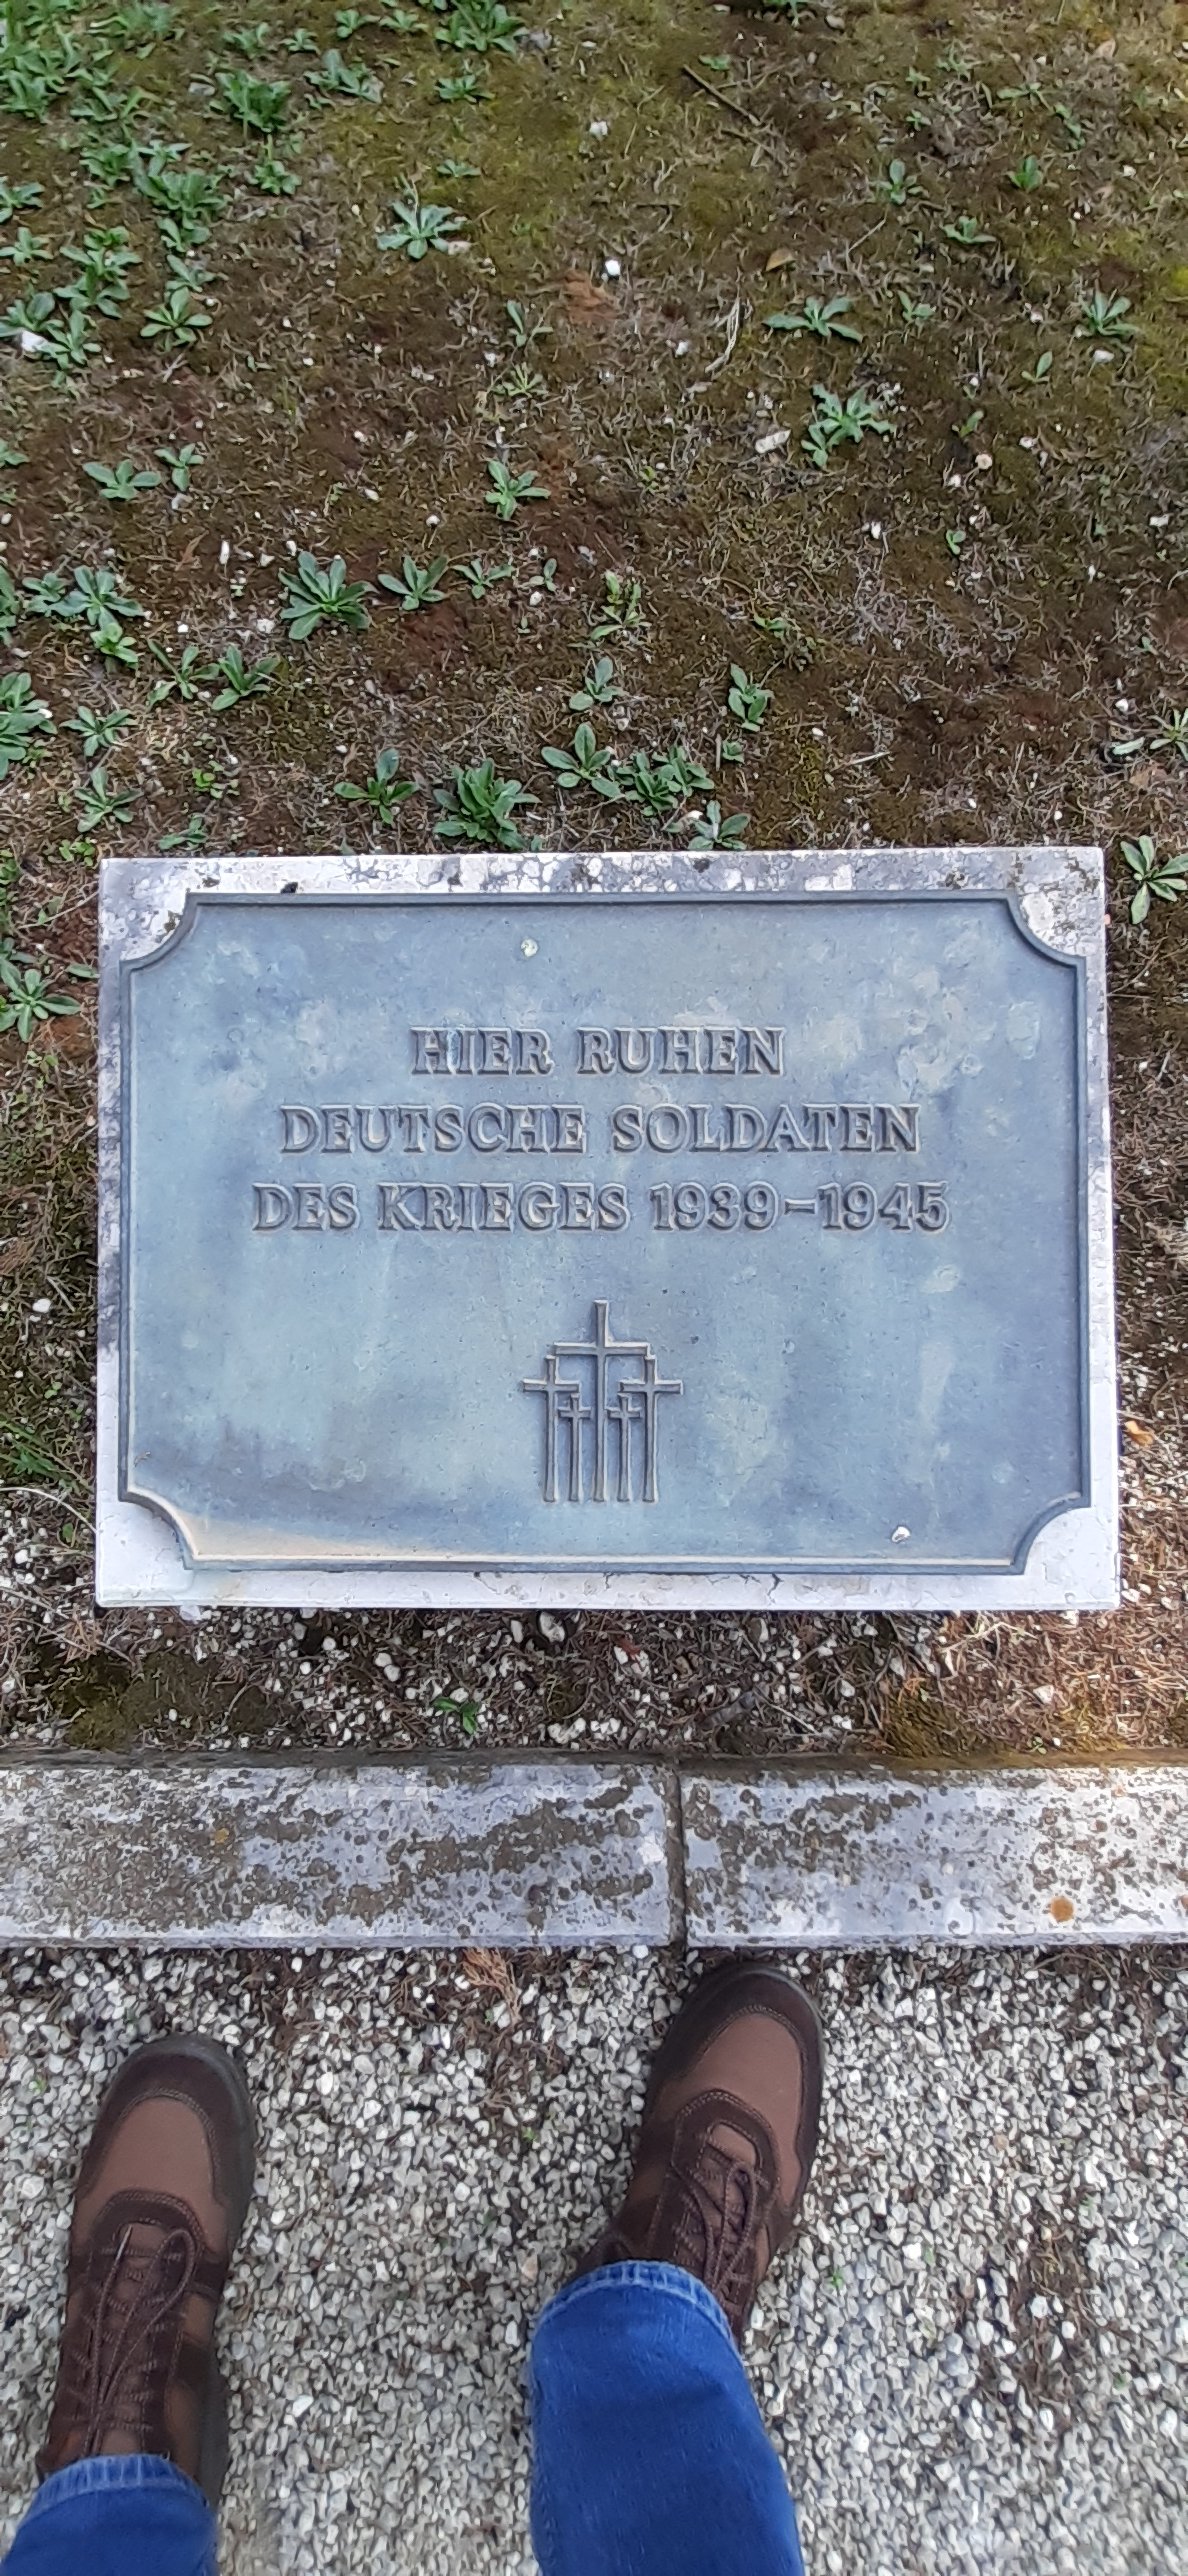 HIER RUHEN
DEUTSCHE SOLDATEN
DES KRIEGES 1939-1945